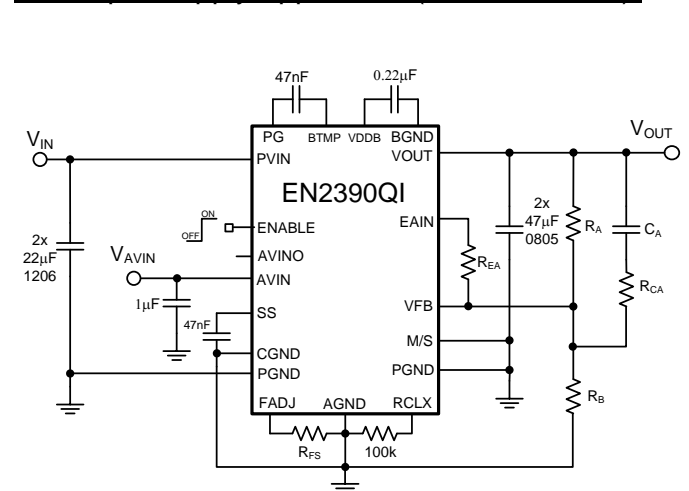 47nF
0.22µF
PG
BTMP
VDDB
BGND
VIN
VOUT
PVIN
VOUT
EN2390QI
ON
OFF
ENABLE
EAIN
2x
47µF
0805
RA
CA
2x
22µF
1206
VAVIN
AVINO
AVIN
REA
RCA
1µF
SS
VFB
47nF
M/S
CGND
PGND
PGND
RB
FADJ
AGND
RCLX
RFS
100k